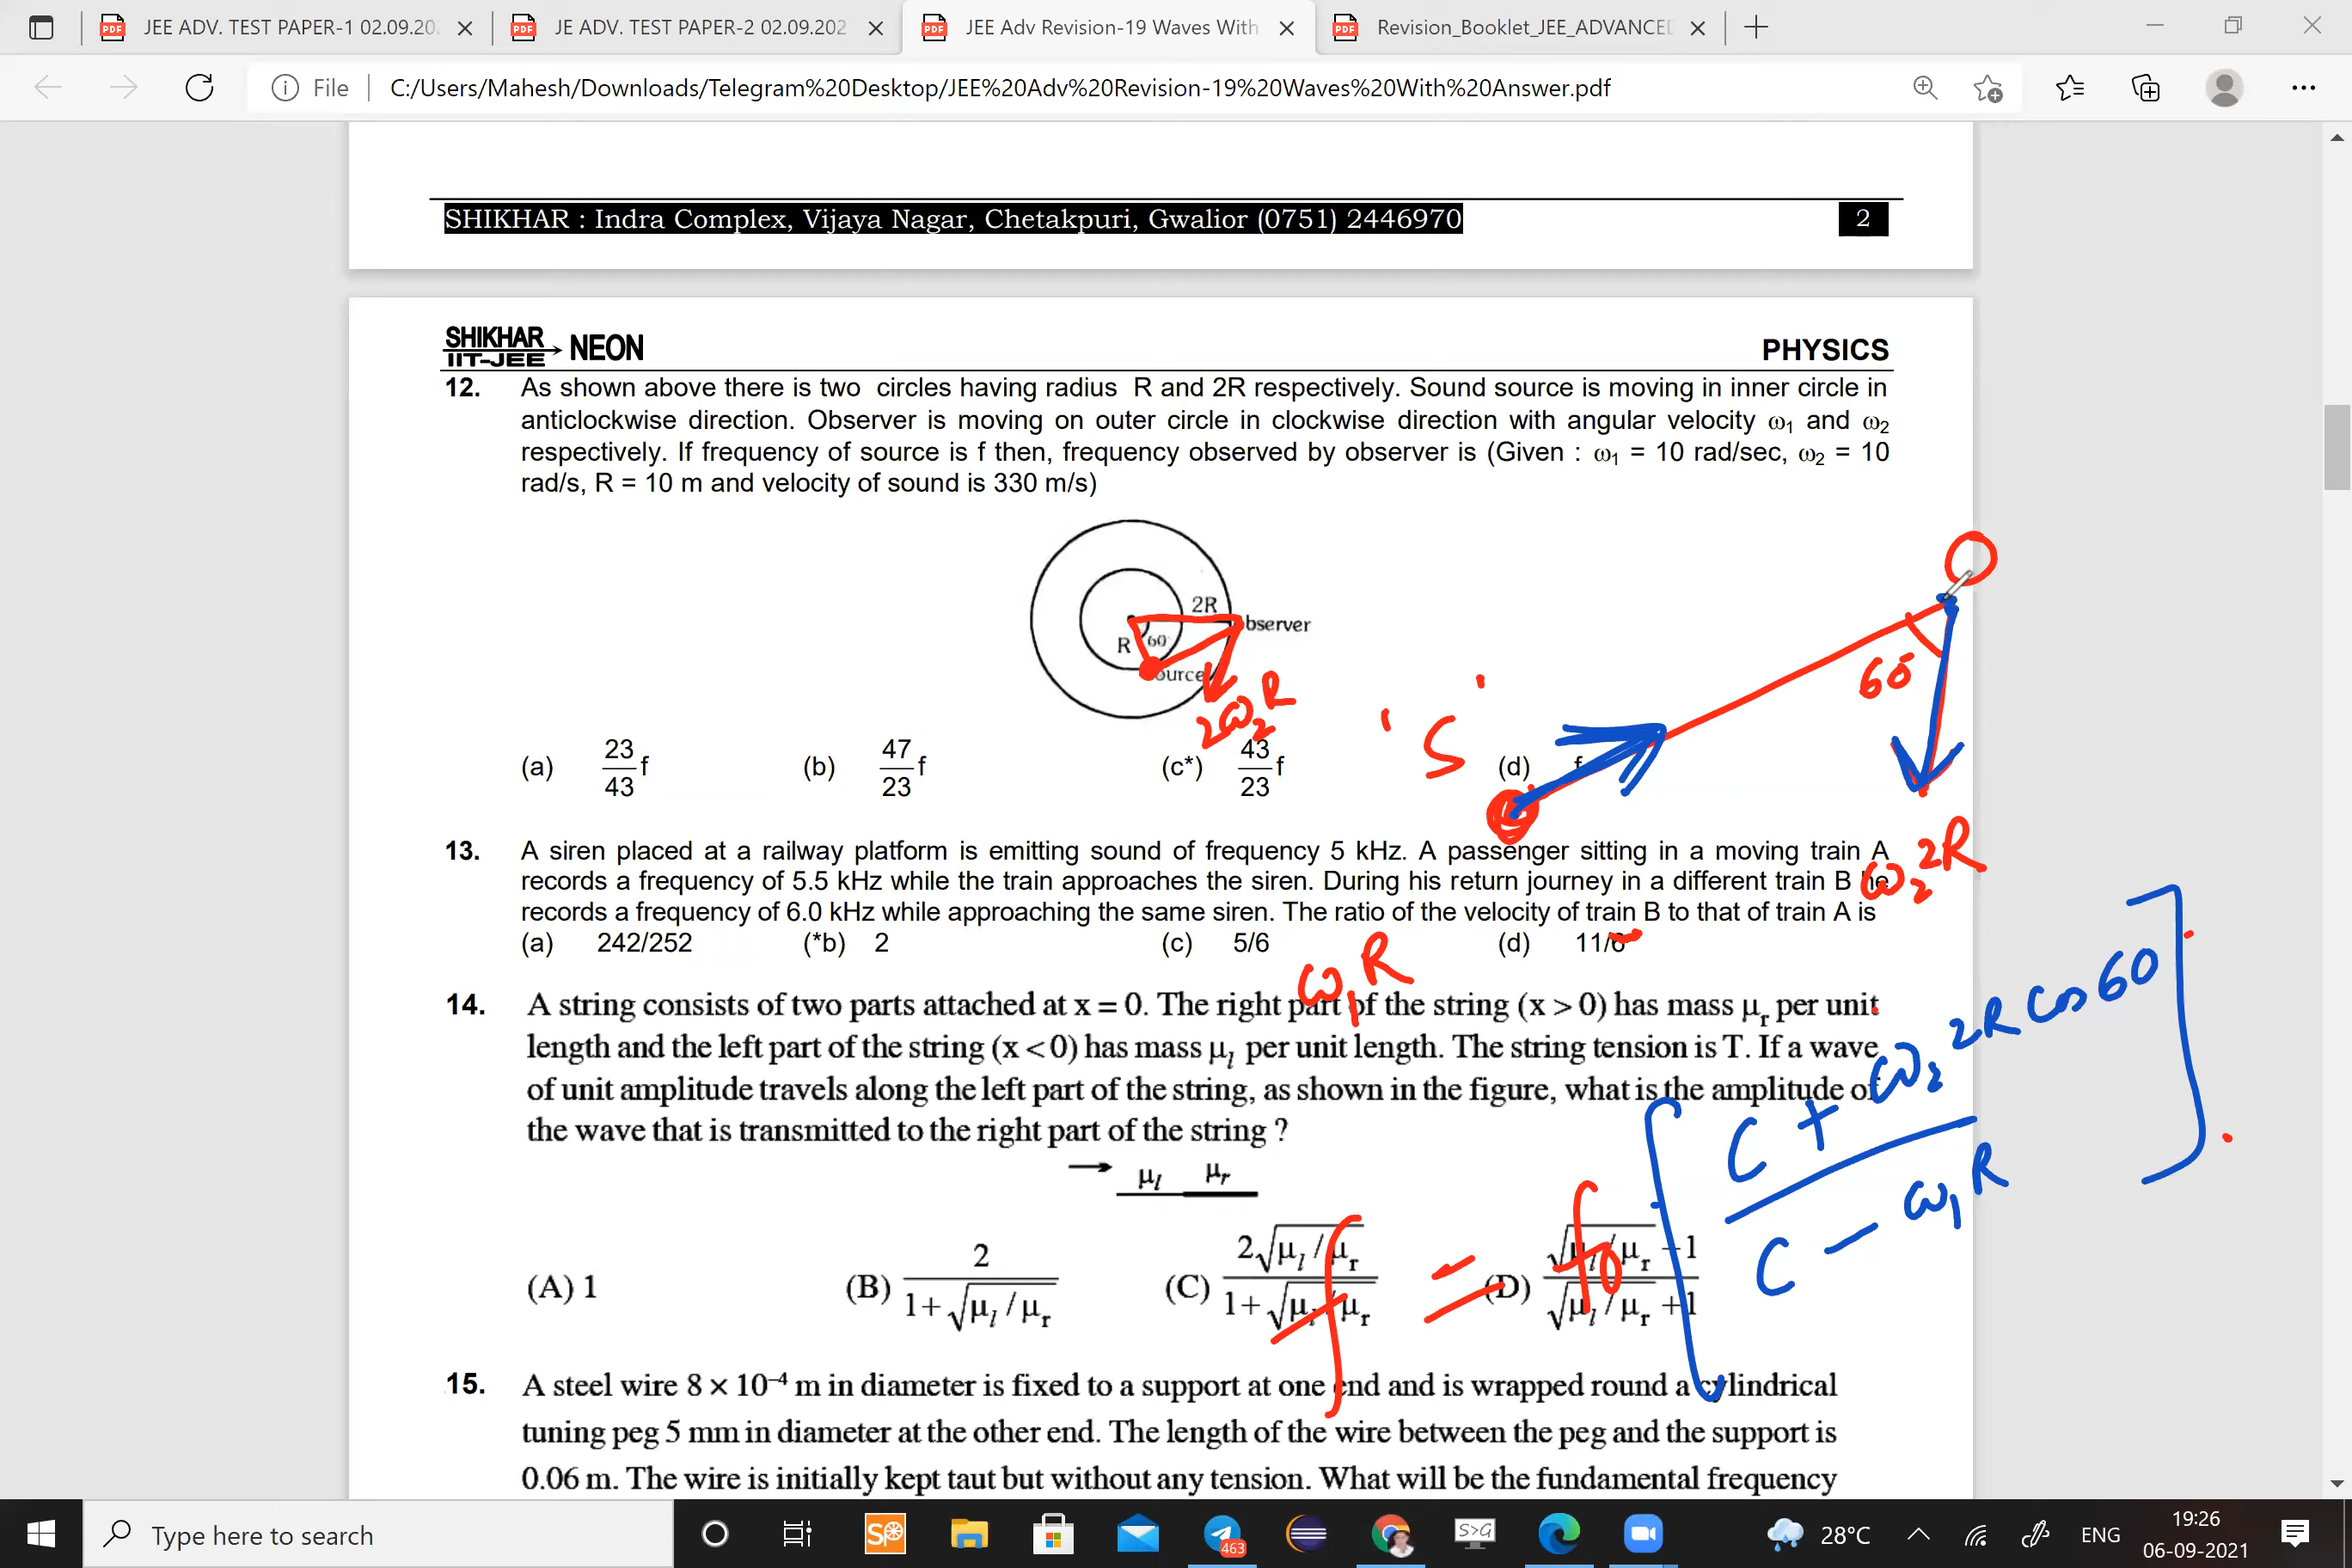 JEE ADV. TEST PAPER-1 02.09.20
JE ADV. TEST PAPER-2 02.09.202
JEE Adv Revision-19 Waves With
Revision_Booklet_JEE_ADVANCED
File
C:/Users/Mahesh/Downloads/Telegram%20Desktop/JEE%20Adv%20Revision-19%20Waves%20With%20Answer.pdf
SHIKHAR : Indra Complex, Vijaya Nagar, Chetakpuri, Gwalior (0751) 2446970 2
SHIKHAR
IIT-JEE NEON PHYSICS
12. As shown above there is two circles having radius R and 2R respectively. Sound source is moving in inner circle in
anticlockwise direction. Observer is moving on outer circle in clockwise direction with angular velocity ω₁ and ω₂
respectively. If frequency of source is f then, frequency observed by observer is (Given : ω₁ = 10 rad/sec, ω₂ = 10
rad/s, R = 10 m and velocity of sound is 330 m/s)
2R
bserver
R 60
ource
2ω₂R
'S'
60°
ω₂2R
(a) 23/43 f (b) 47/23 f (c*) 43/23 f (d) f
13. A siren placed at a railway platform is emitting sound of frequency 5 kHz. A passenger sitting in a moving train A
records a frequency of 5.5 kHz while the train approaches the siren. During his return journey in a different train B he
records a frequency of 6.0 kHz while approaching the same siren. The ratio of the velocity of train B to that of train A is
(a) 242/252 (*b) 2 (c) 5/6 (d) 11/6
ω₁R
14. A string consists of two parts attached at x = 0. The right part of the string (x > 0) has mass μr per unit
length and the left part of the string (x < 0) has mass μl per unit length. The string tension is T. If a wave
of unit amplitude travels along the left part of the string, as shown in the figure, what is the amplitude of
the wave that is transmitted to the right part of the string ?
→ μl μr
(A) 1 (B) 2/(1+√(μl/μr)) (C) 2√(μl/μr)/(1+√(μl/μr)) (D) (√(μl/μr) -1)/(√(μl/μr) +1)
f = f₀ [(C + ω₂2R cos 60)/(C - ω₁R)]
15. A steel wire 8 × 10⁻⁴ m in diameter is fixed to a support at one end and is wrapped round a cylindrical
tuning peg 5 mm in diameter at the other end. The length of the wire between the peg and the support is
0.06 m. The wire is initially kept taut but without any tension. What will be the fundamental frequency
Type here to search
S>G
463
28°C
ENG
19:26
06-09-2021